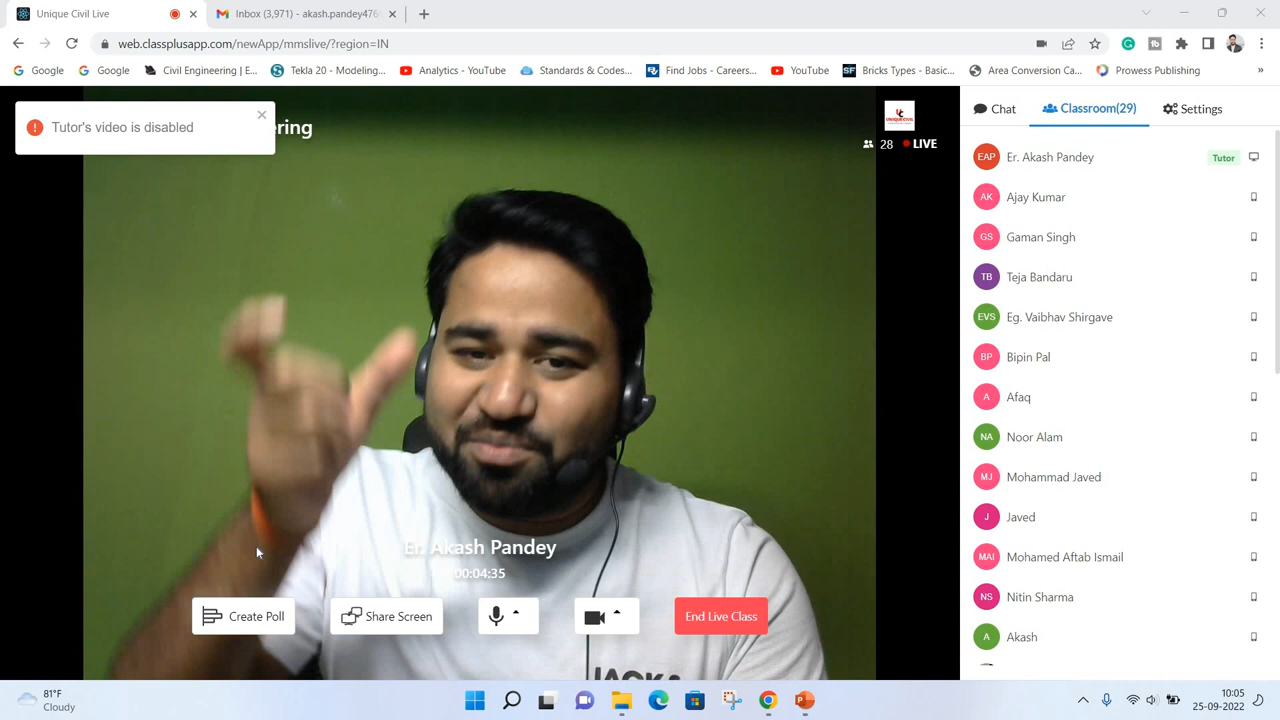 Unique Civil Live
Inbox (3,971) - akash.pandey476
web.classplusapp.com/newApp/mmslive/?region=IN
Google
Google
Civil Engineering | E...
Tekla 20 - Modeling...
Analytics - YouTube
Standards & Codes...
Find Jobs - Careers...
YouTube
Bricks Types - Basic...
Area Conversion Ca...
Prowess Publishing
»
Tutor's video is disabled
ering
UNIQUE CIVIL
28 LIVE
Chat
Classroom(29)
Settings
EAP Er. Akash Pandey Tutor
AK Ajay Kumar
GS Gaman Singh
TB Teja Bandaru
EVS Eg. Vaibhav Shirgave
BP Bipin Pal
A Afaq
NA Noor Alam
MJ Mohammad Javed
J Javed
MAI Mohamed Aftab Ismail
NS Nitin Sharma
A Akash
Er. Akash Pandey
00:04:35
Create Poll
Share Screen
End Live Class
JACK
81°F
Cloudy
10:05
25-09-2022